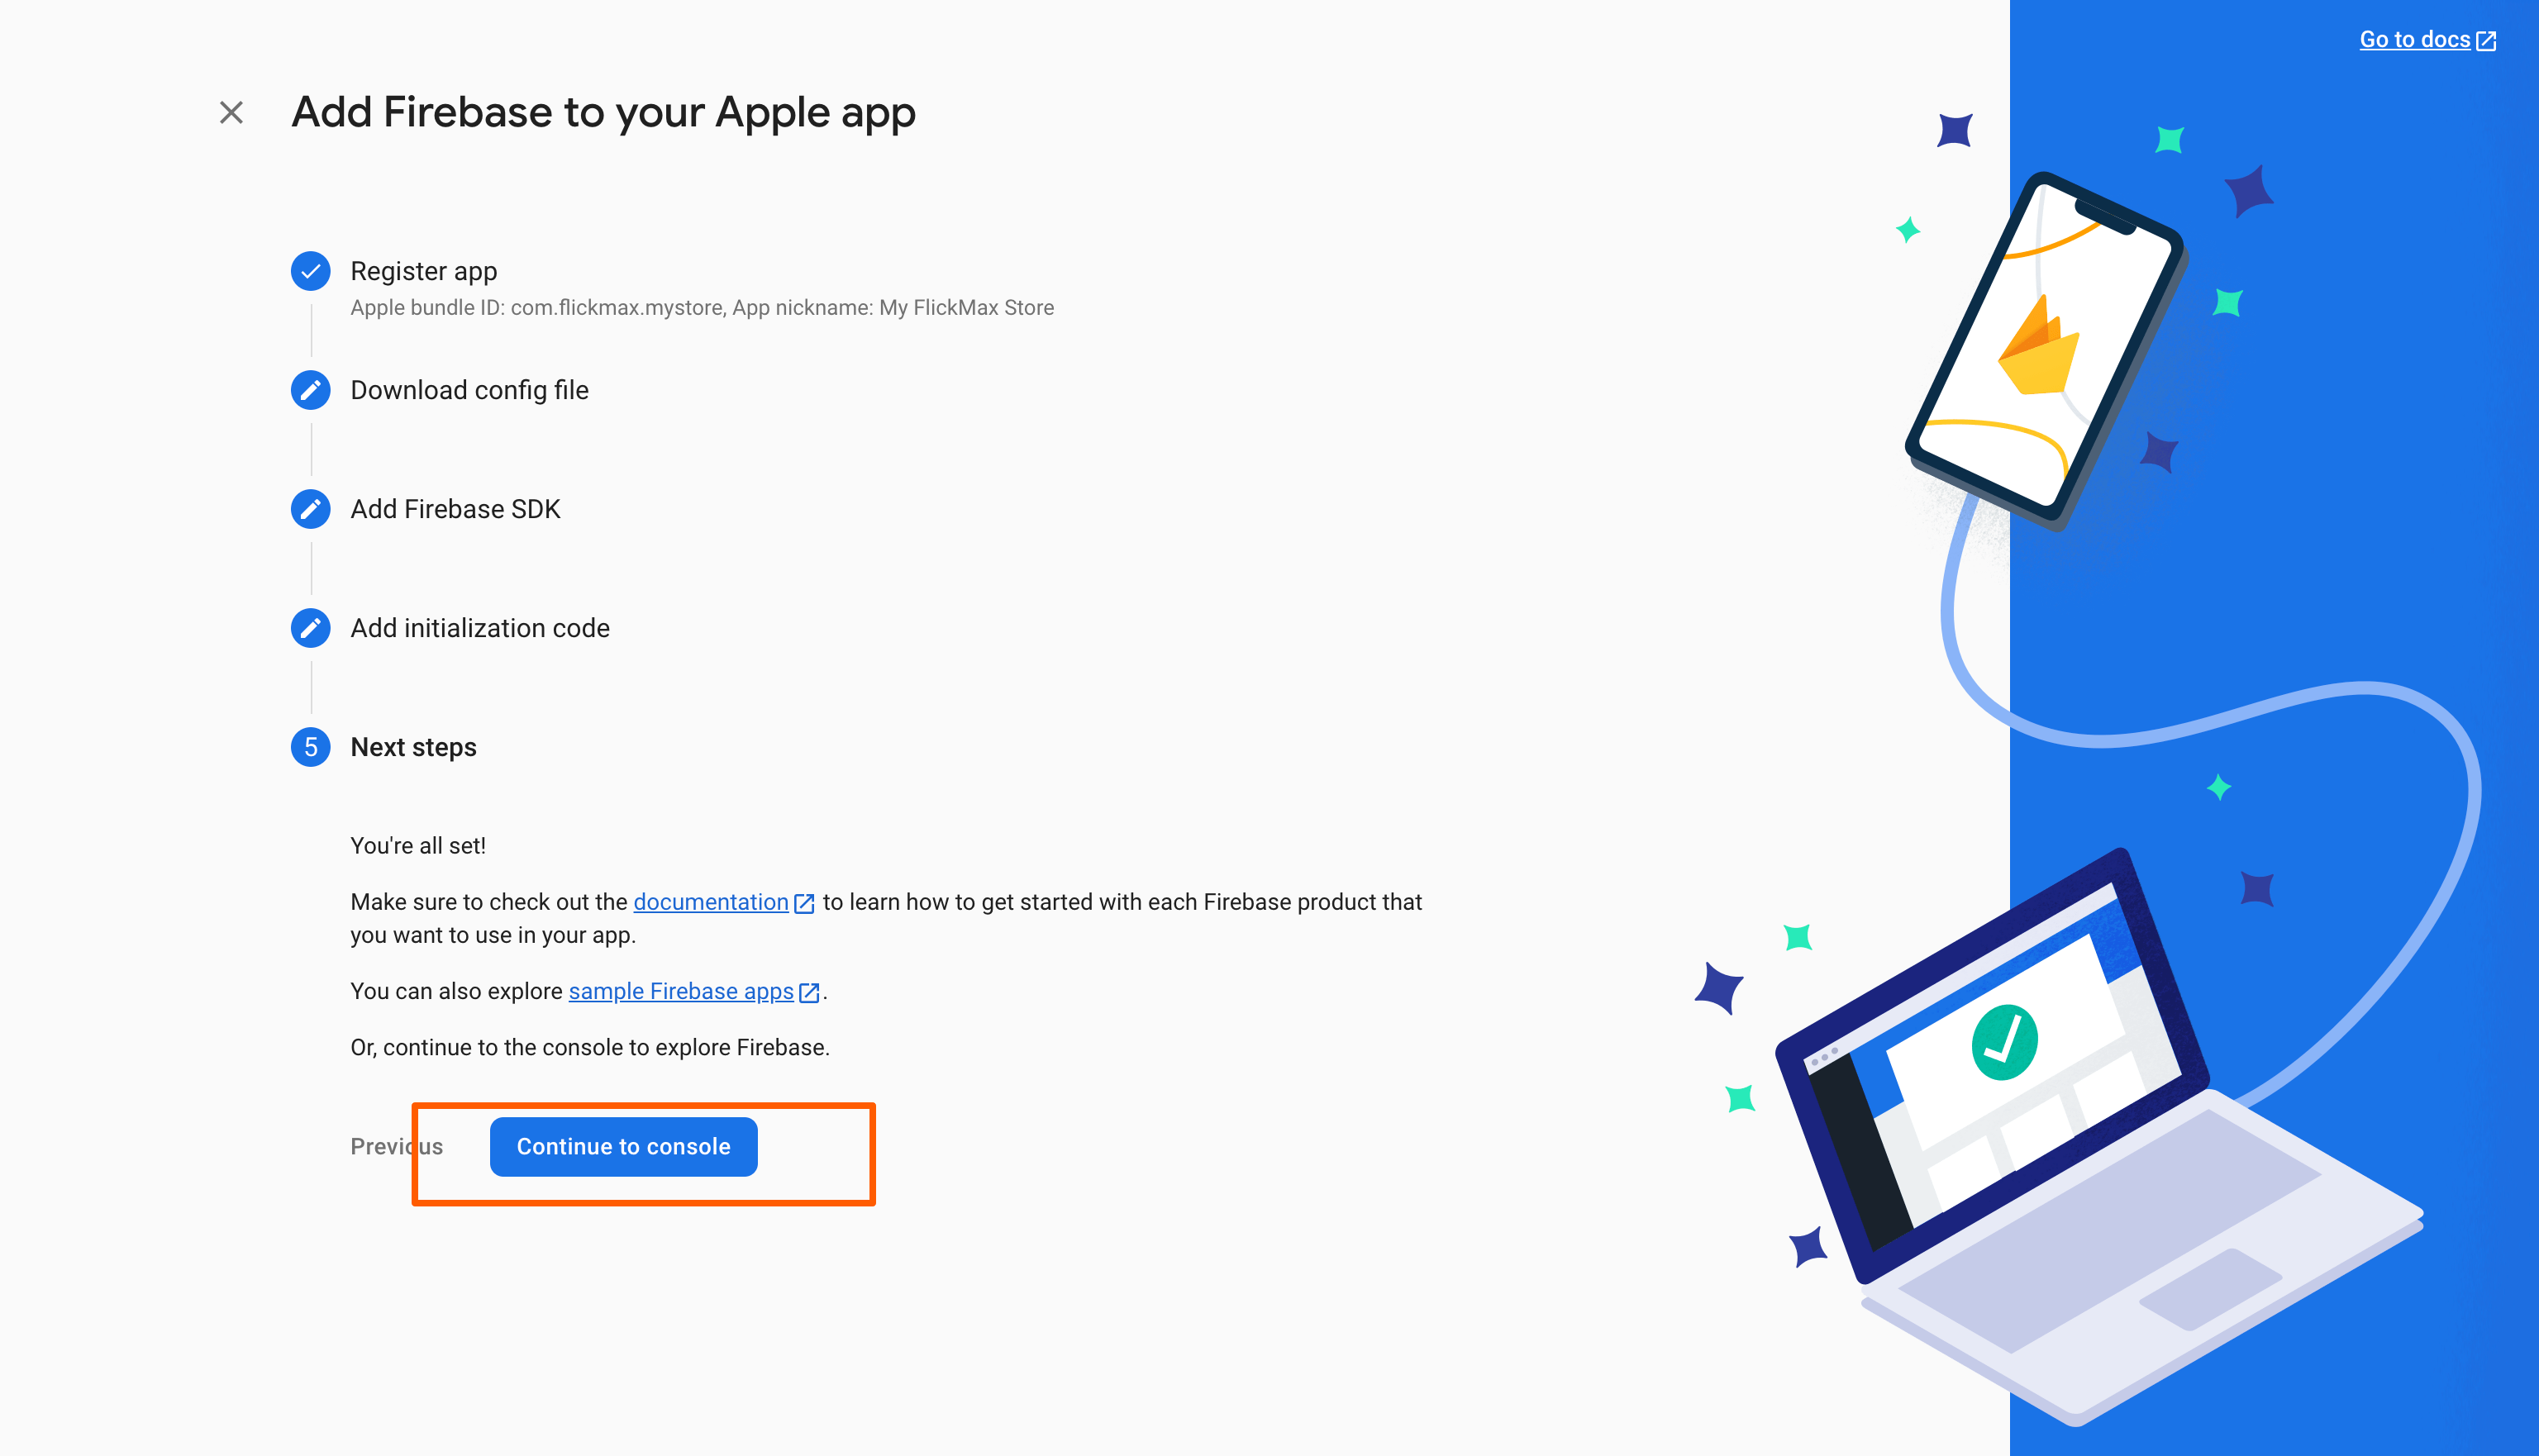 Go to docs
Add Firebase to your Apple app
Register app
Apple bundle ID: com.flickmax.mystore, App nickname: My FlickMax Store
Download config file
Add Firebase SDK
Add initialization code
5 Next steps
You're all set!
Make sure to check out the documentation to learn how to get started with each Firebase product that
you want to use in your app.
You can also explore sample Firebase apps.
Or, continue to the console to explore Firebase.
Previous Continue to console